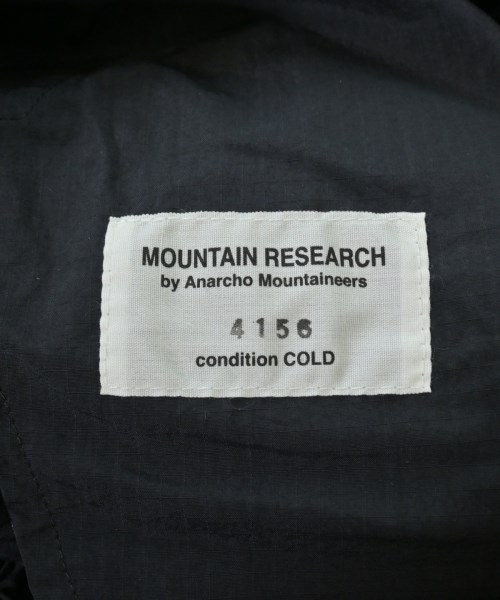 MOUNTAIN RESEARCH
by Anarcho Mountaineers
4156
condition COLD